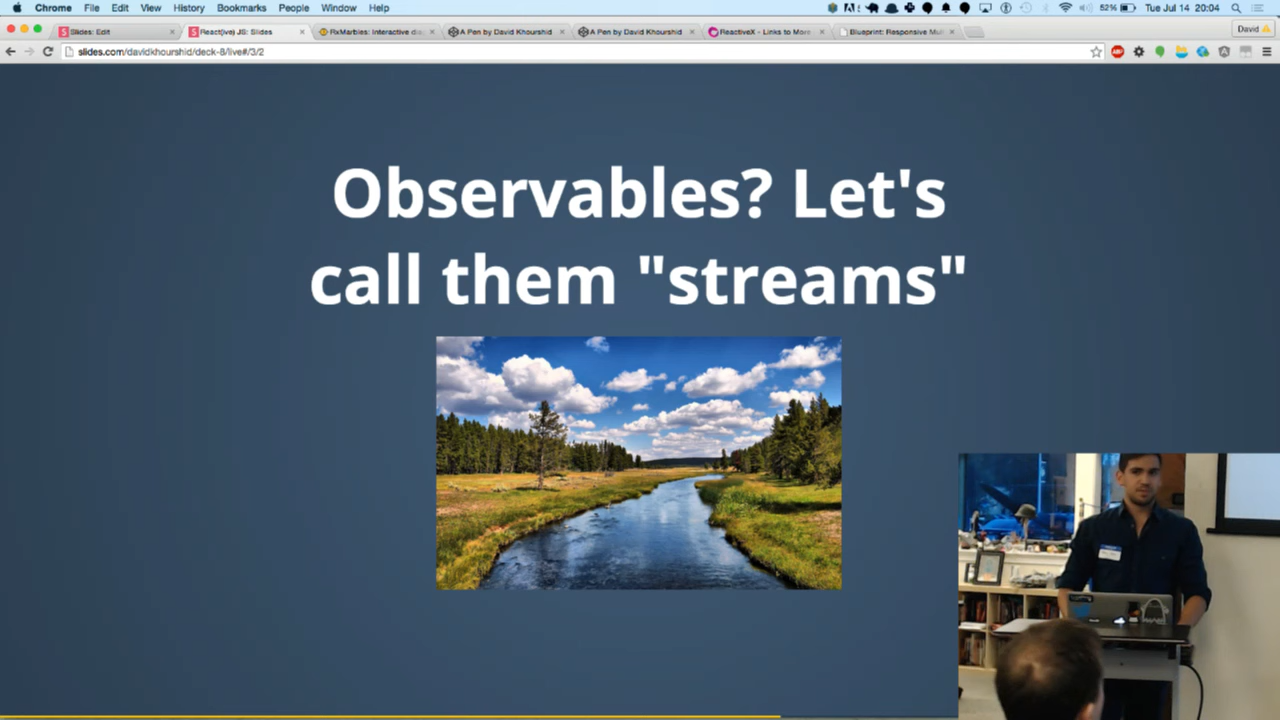 Chrome File Edit View History Bookmarks People Window Help
52% Tue Jul 14 20:04
Slides: Edit
React(ive) JS: Slides
RxMarbles: Interactive di
A Pen by David Khourshid
A Pen by David Khourshid
ReactiveX - Links to More
Blueprint: Responsive Mul
David
slides.com/davidkhourshid/deck-8/live#/3/2
Observables? Let's
call them "streams"